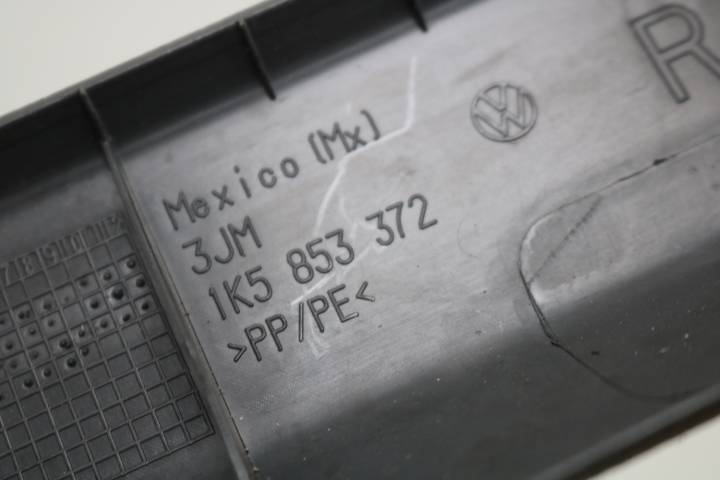 R
Mexico (Mx)
3JM
1K5 853 372
>PP/PE<